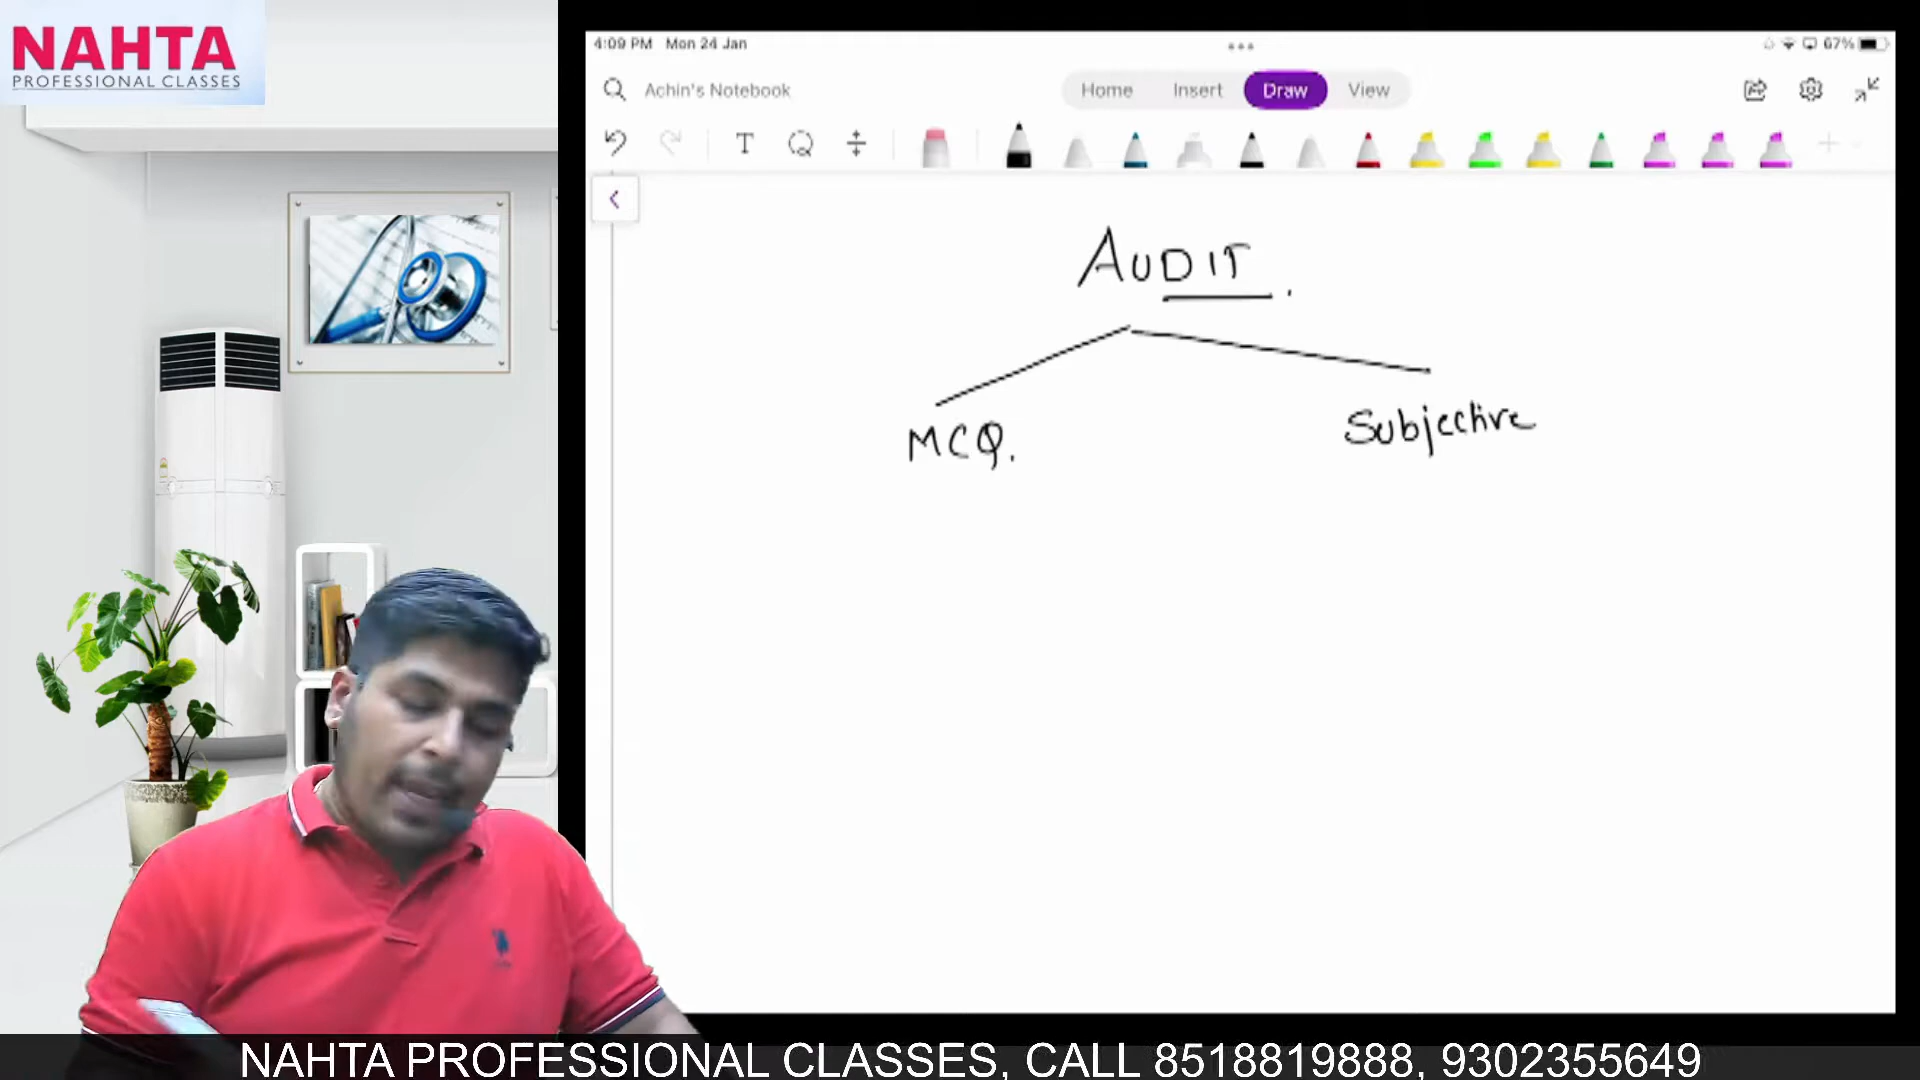 NAHTA
PROFESSIONAL CLASSES
4:09 PM Mon 24 Jan
67%
Achin's Notebook
Home Insert Draw View
T
AUDIT.
MCQ. Subjective
NAHTA PROFESSIONAL CLASSES, CALL 8518819888, 9302355649